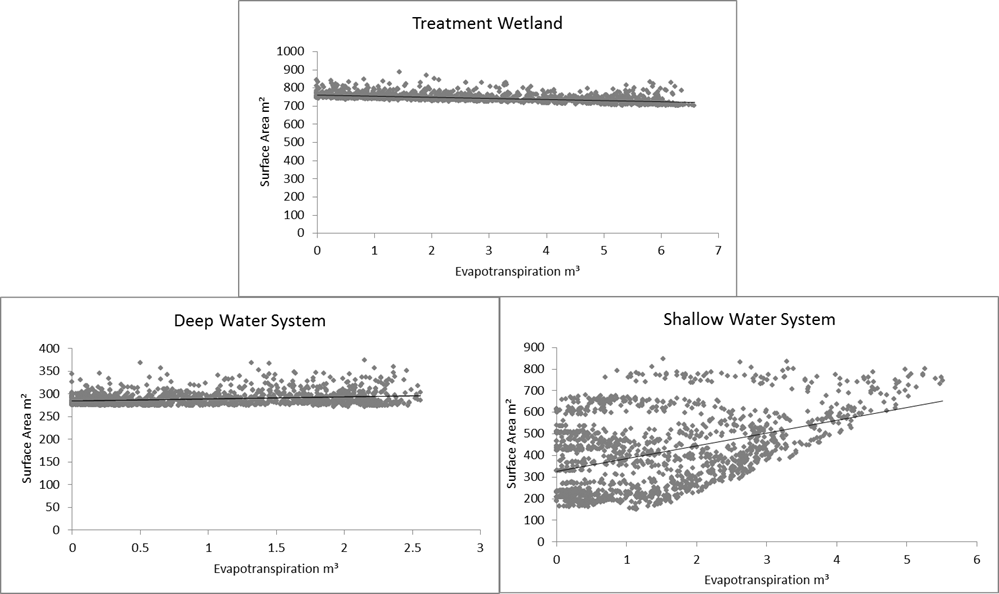 Treatment Wetland
1000
900
800
700
600
500
400
300
200
100
0
Surface Area m²
0 1 2 3 4 5 6 7
Evapotranspiration m³
Deep Water System
400
350
300
250
200
150
100
50
0
Surface Area m²
0 0.5 1 1.5 2 2.5 3
Evapotranspiration m³
Shallow Water System
900
800
700
600
500
400
300
200
100
0
Surface Area m²
0 1 2 3 4 5 6
Evapotranspiration m³